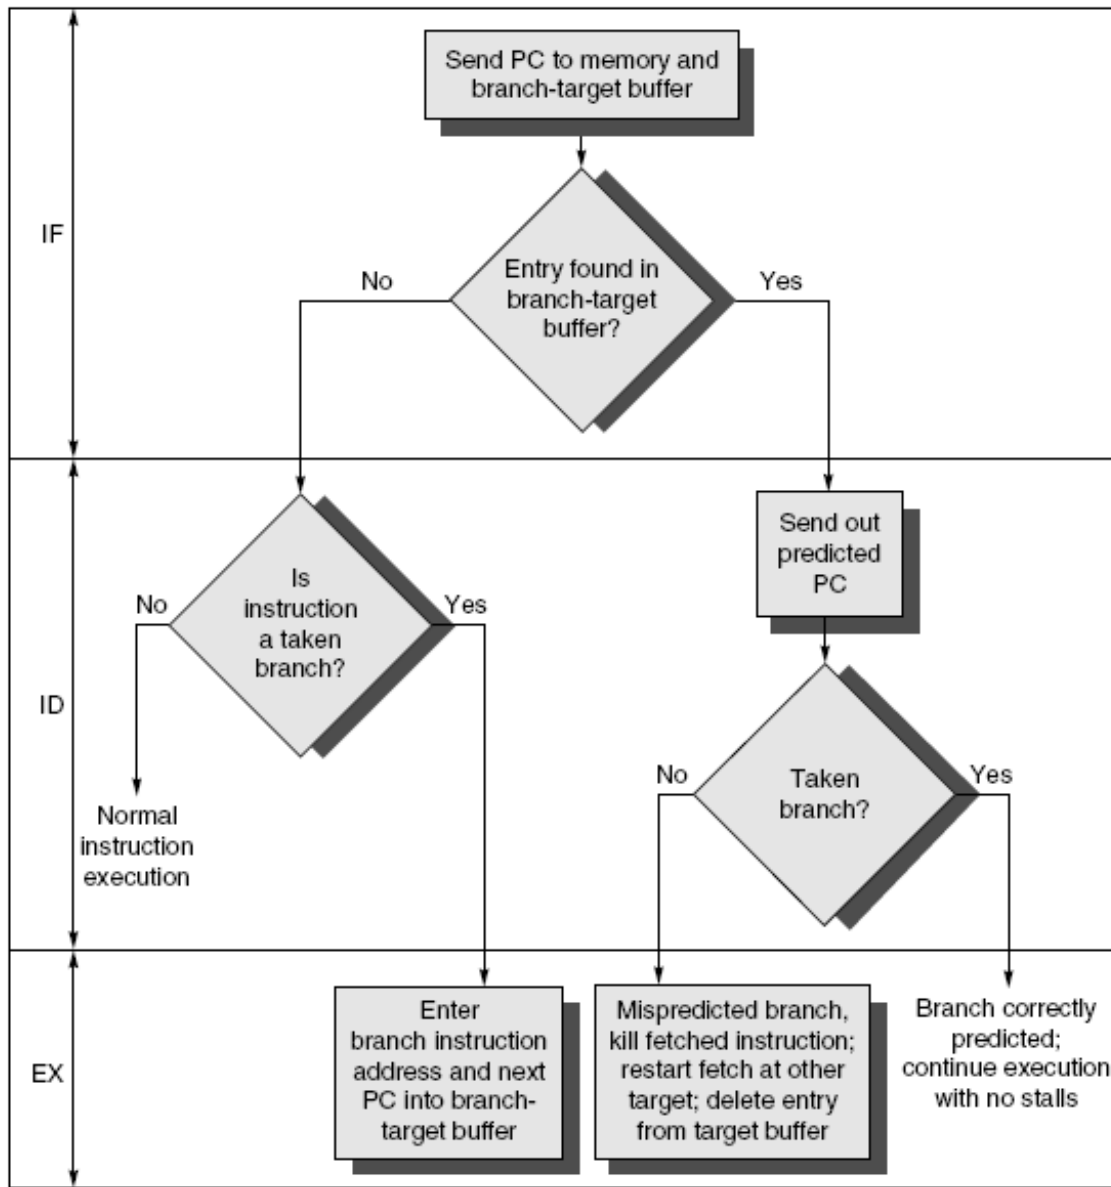 Send PC to memory and
branch-target buffer
IF
No
Entry found in
branch-target
buffer?
Yes
ID
No
Is
instruction
a taken
branch?
Yes
Send out
predicted
PC
No
Taken
branch?
Yes
Normal
instruction
execution
EX
Enter
branch instruction
address and next
PC into branch-
target buffer
Mispredicted branch,
kill fetched instruction;
restart fetch at other
target; delete entry
from target buffer
Branch correctly
predicted;
continue execution
with no stalls